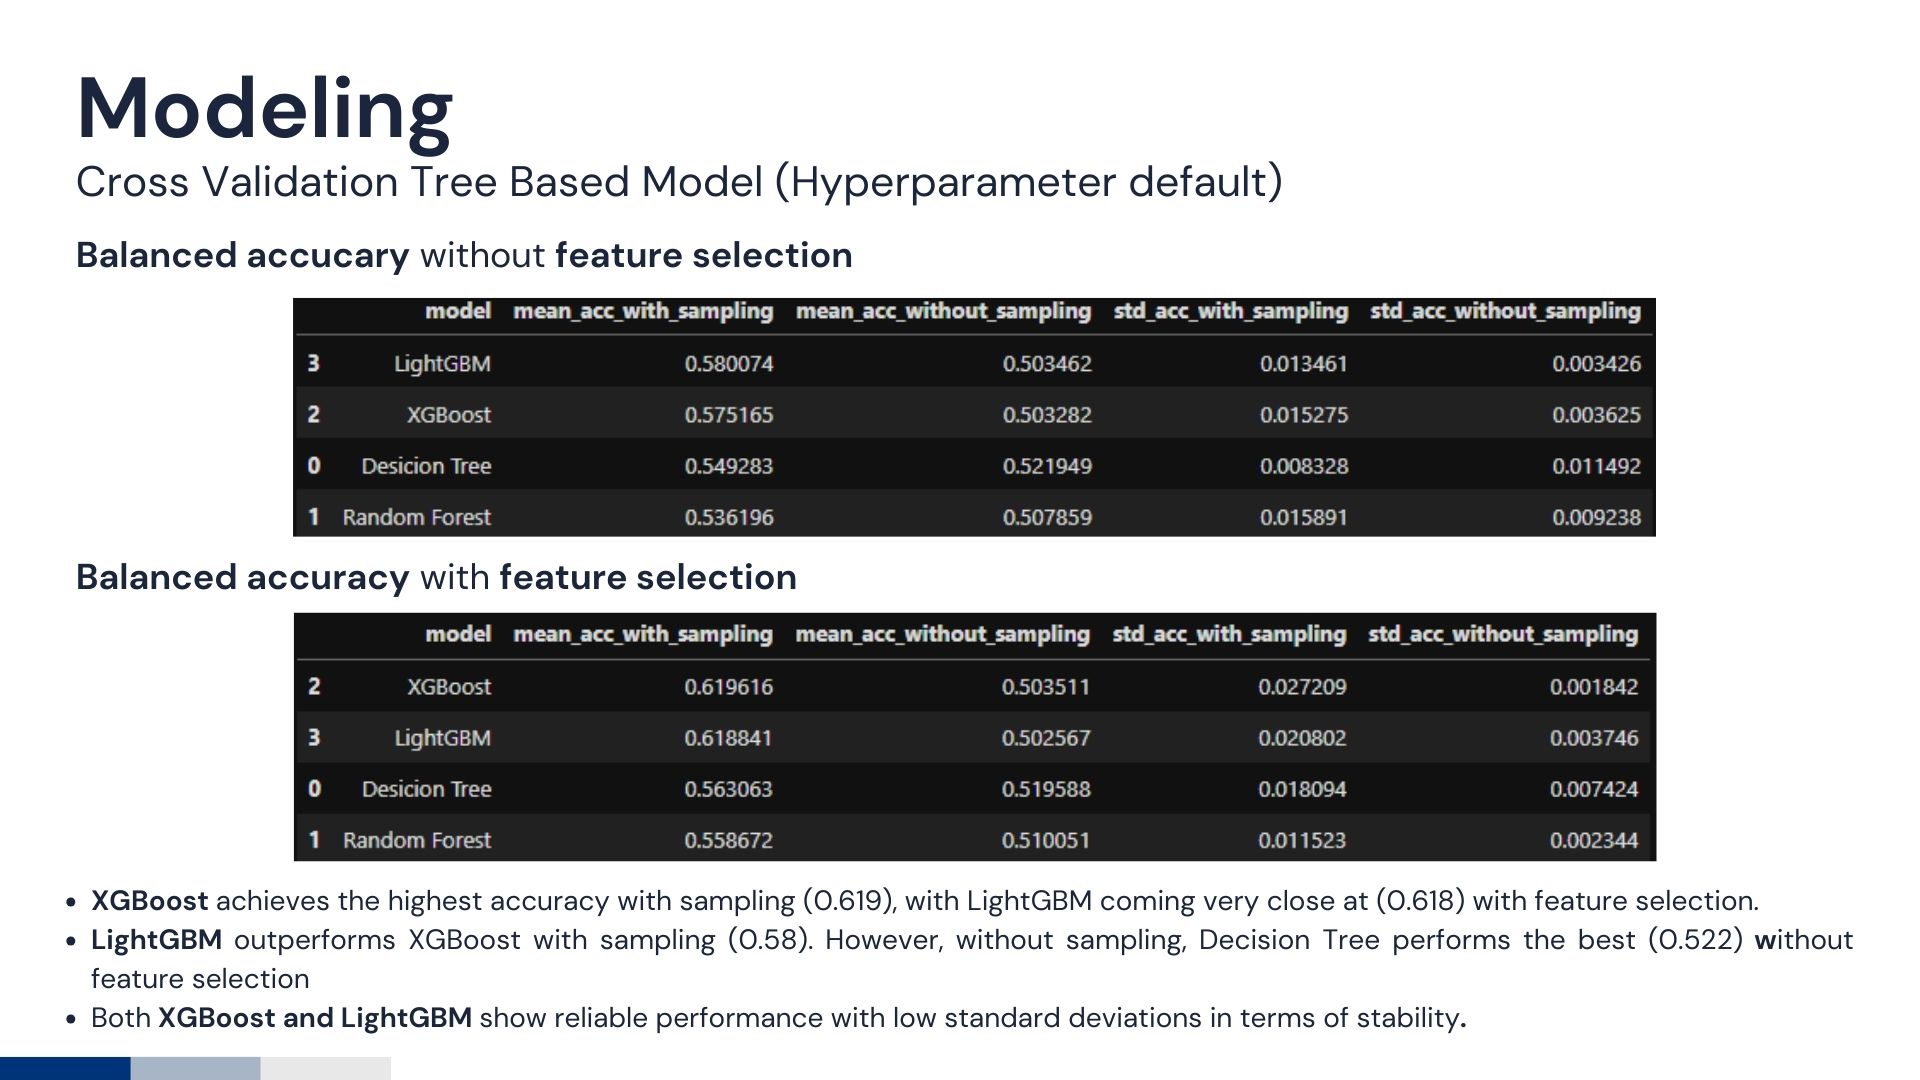 Modeling
Cross Validation Tree Based Model (Hyperparameter default)
Balanced accucary without feature selection
model mean_acc_with_sampling mean_acc_without_sampling std_acc_with_sampling std_acc_without_sampling
3 LightGBM 0.580074 0.503462 0.013461 0.003426
2 XGBoost 0.575165 0.503282 0.015275 0.003625
0 Desicion Tree 0.549283 0.521949 0.008328 0.011492
1 Random Forest 0.536196 0.507859 0.015891 0.009238
Balanced accuracy with feature selection
model mean_acc_with_sampling mean_acc_without_sampling std_acc_with_sampling std_acc_without_sampling
2 XGBoost 0.619616 0.503511 0.027209 0.001842
3 LightGBM 0.618841 0.502567 0.020802 0.003746
0 Desicion Tree 0.563063 0.519588 0.018094 0.007424
1 Random Forest 0.558672 0.510051 0.011523 0.002344
• XGBoost achieves the highest accuracy with sampling (0.619), with LightGBM coming very close at (0.618) with feature selection.
• LightGBM outperforms XGBoost with sampling (0.58). However, without sampling, Decision Tree performs the best (0.522) without
feature selection
• Both XGBoost and LightGBM show reliable performance with low standard deviations in terms of stability.